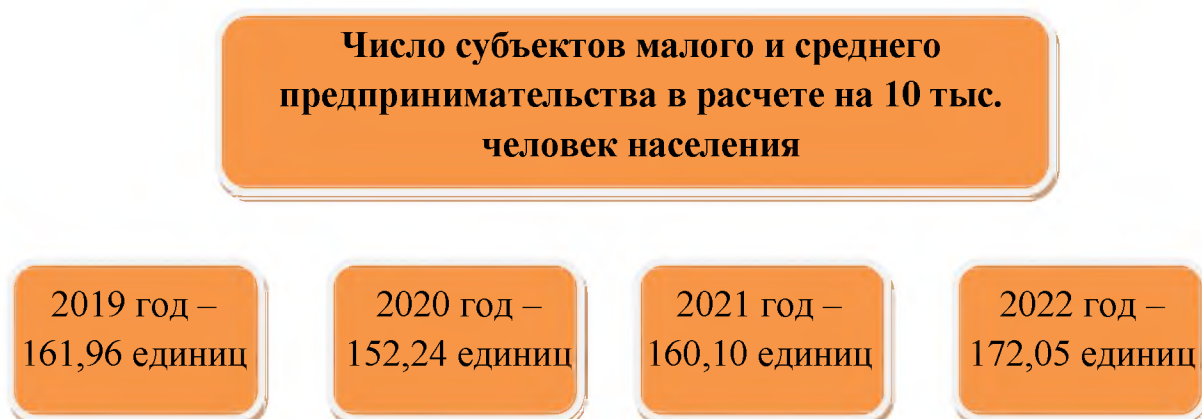 Число субъектов малого и среднего
предпринимательства в расчете на 10 тыс.
человек населения
2019 год –
161,96 единиц
2020 год –
152,24 единиц
2021 год –
160,10 единиц
2022 год –
172,05 единиц